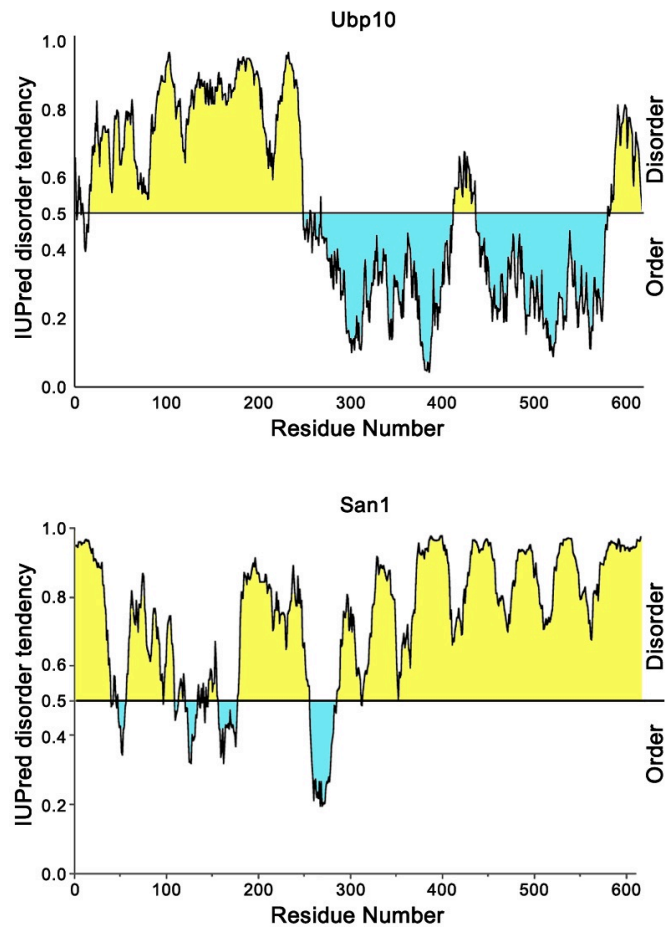 Ubp10
1.0
0.8
0.6
0.5
0.4
0.2
0.0
IUPred disorder tendency
Disorder
Order
0 100 200 300 400 500 600
Residue Number
San1
1.0
0.8
0.6
0.5
0.4
0.2
0.0
IUPred disorder tendency
Disorder
Order
0 100 200 300 400 500 600
Residue Number